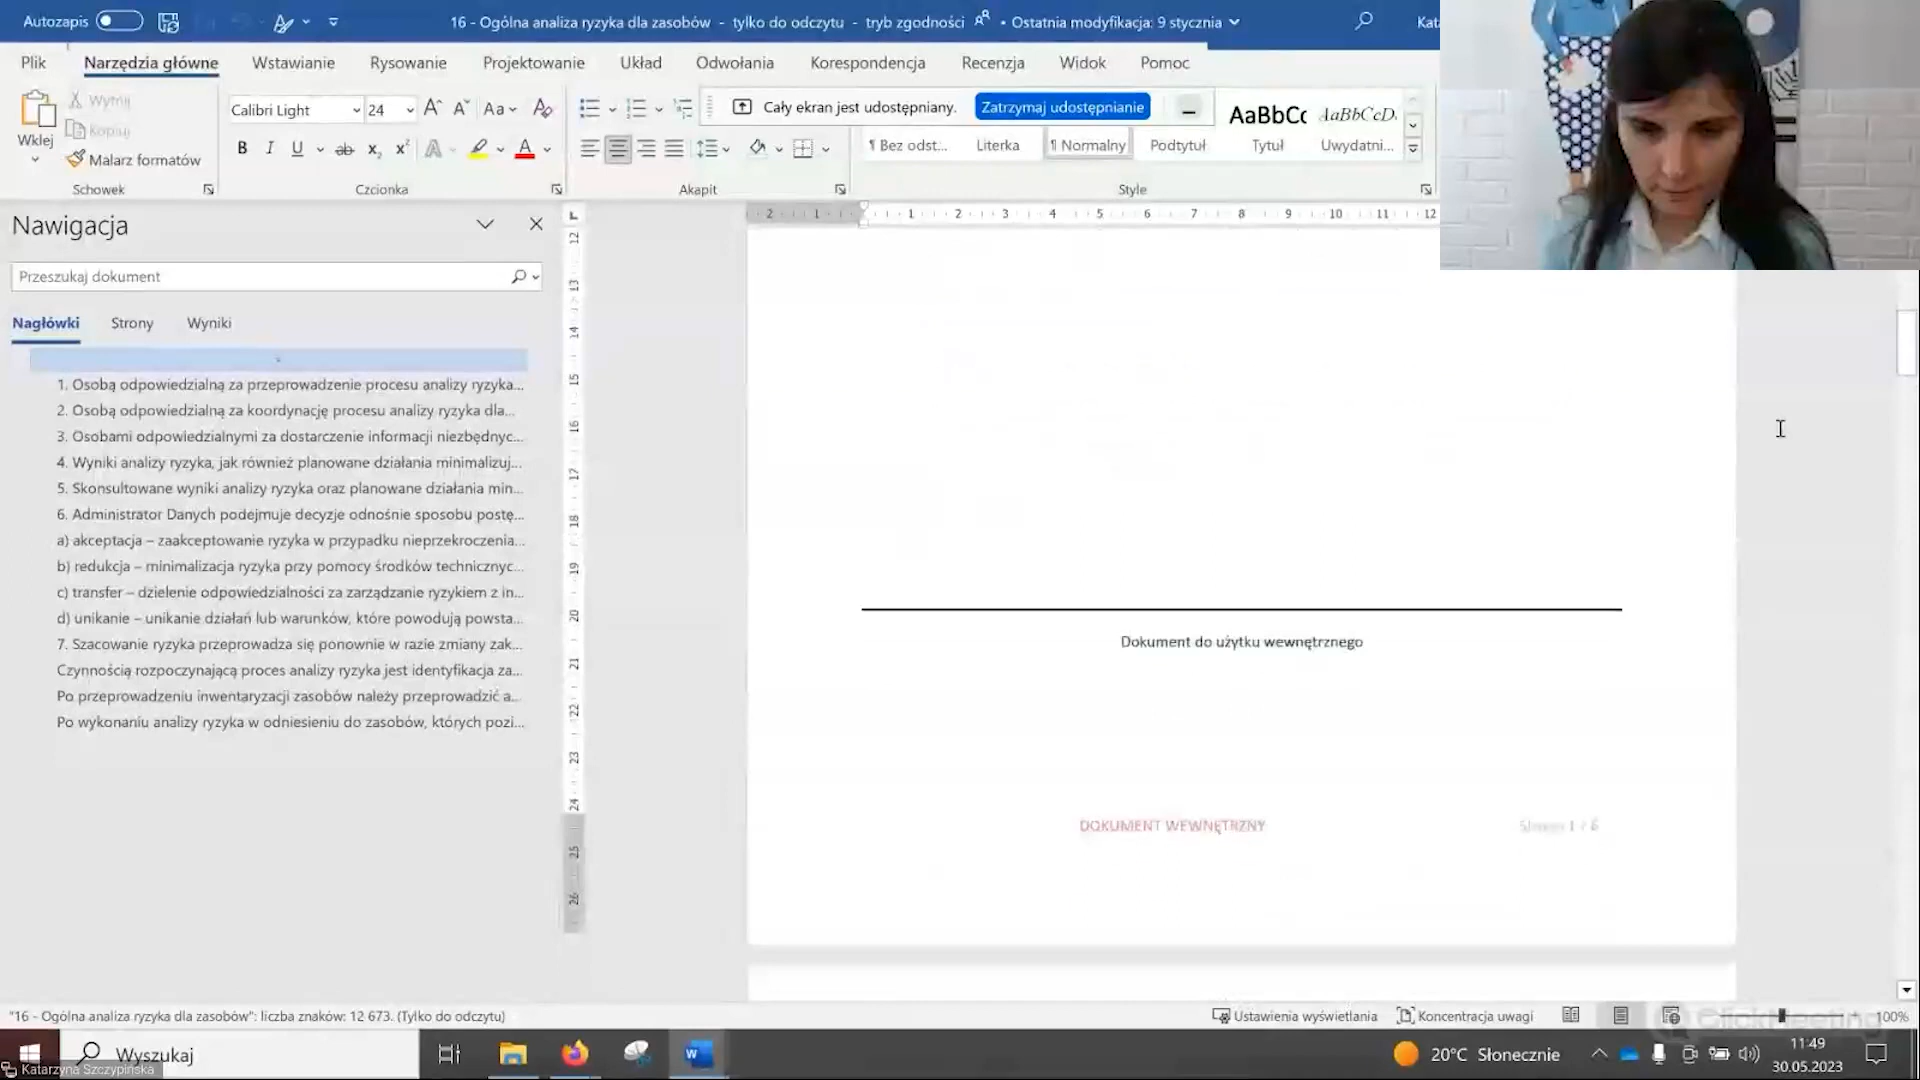 Autozapis
16 - Ogólna analiza ryzyka dla zasobów - tylko do odczytu - tryb zgodności • Ostatnia modyfikacja: 9 stycznia
Kat
Plik Narzędzia główne Wstawianie Rysowanie Projektowanie Układ Odwołania Korespondencja Recenzja Widok Pomoc
Wklej
Wytnij
Kopiuj
Malarz formatów
Schowek
Calibri Light 24
Czcionka
Akapit
Cały ekran jest udostępniany. Zatrzymaj udostępnianie
AaBbCc AaBbCcD.
¶ Bez odst... Literka ¶ Normalny Podtytuł Tytuł Uwydatni...
Style
Nawigacja
Przeszukaj dokument
Nagłówki Strony Wyniki
1. Osobą odpowiedzialną za przeprowadzenie procesu analizy ryzyka...
2. Osobą odpowiedzialną za koordynację procesu analizy ryzyka dla...
3. Osobami odpowiedzialnymi za dostarczenie informacji niezbędnyc...
4. Wyniki analizy ryzyka, jak również planowane działania minimalizuj...
5. Skonsultowane wyniki analizy ryzyka oraz planowane działania min...
6. Administrator Danych podejmuje decyzje odnośnie sposobu postę...
a) akceptacja – zaakceptowanie ryzyka w przypadku nieprzekroczenia...
b) redukcja – minimalizacja ryzyka przy pomocy środków technicznyc...
c) transfer – dzielenie odpowiedzialności za zarządzanie ryzykiem z in...
d) unikanie – unikanie działań lub warunków, które powodują powsta...
7. Szacowanie ryzyka przeprowadza się ponownie w razie zmiany zak...
Czynnością rozpoczynającą proces analizy ryzyka jest identyfikacja za...
Po przeprowadzeniu inwentaryzacji zasobów należy przeprowadzić a...
Po wykonaniu analizy ryzyka w odniesieniu do zasobów, których pozi...
Dokument do użytku wewnętrznego
DOKUMENT WEWNĘTRZNY
Strona 1 / 6
"16 - Ogólna analiza ryzyka dla zasobów": liczba znaków: 12 673. (Tylko do odczytu)
Ustawienia wyświetlania Koncentracja uwagi 100%
ClickMeeting
Wyszukaj
Katarzyna Szczypińska
20°C Słonecznie
11:49
30.05.2023